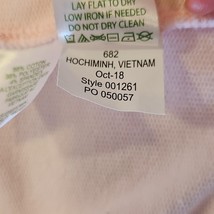 LAY FLAT TO DRY
LOW IRON IF NEEDED
DO NOT DRY CLEAN
682
HOCHIMINH, VIETNAM
Oct-18
Style 001261
PO 050057